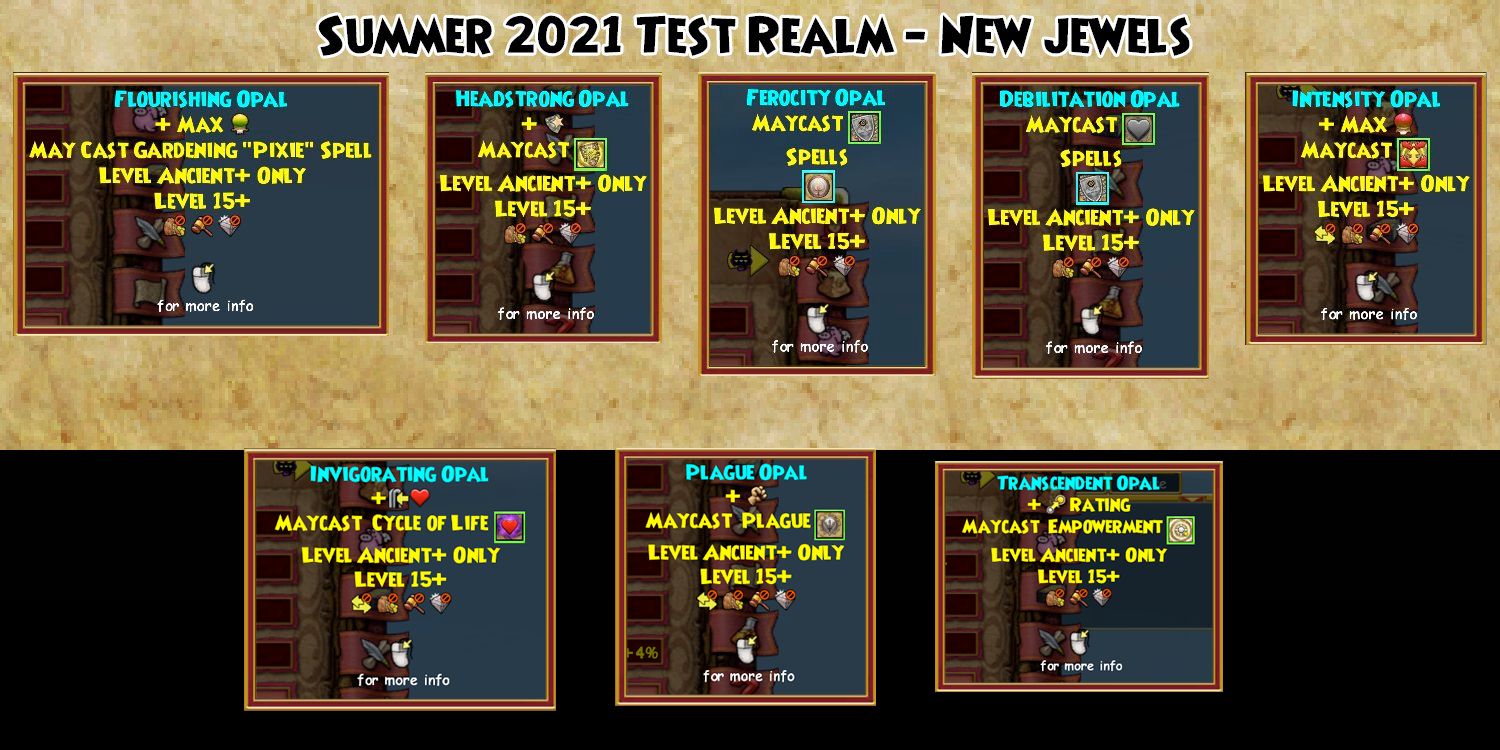 SUMMER 2021 TEST REALM - NEW JEWELS
FLOURISHING OPAL
+ MAX
MAY CAST GARDENING "PIXIE" SPELL
LEVEL ANCIENT+ ONLY
LEVEL 15+
for more info
HEADSTRONG OPAL
+
MAYCAST
LEVEL ANCIENT+ ONLY
LEVEL 15+
for more info
FEROCITY OPAL
MAYCAST
SPELLS
LEVEL ANCIENT+ ONLY
LEVEL 15+
for more info
DEBILITATION OPAL
MAYCAST
SPELLS
LEVEL ANCIENT+ ONLY
LEVEL 15+
for more info
INTENSITY OPAL
+ MAX
MAYCAST
LEVEL ANCIENT+ ONLY
LEVEL 15+
for more info
INVIGORATING OPAL
+
MAYCAST CYCLE OF LIFE
LEVEL ANCIENT+ ONLY
LEVEL 15+
for more info
PLAGUE OPAL
+
MAYCAST PLAGUE
LEVEL ANCIENT+ ONLY
LEVEL 15+
+4%
for more info
TRANSCENDENT OPAL
+ RATING
MAYCAST EMPOWERMENT
LEVEL ANCIENT+ ONLY
LEVEL 15+
for more info